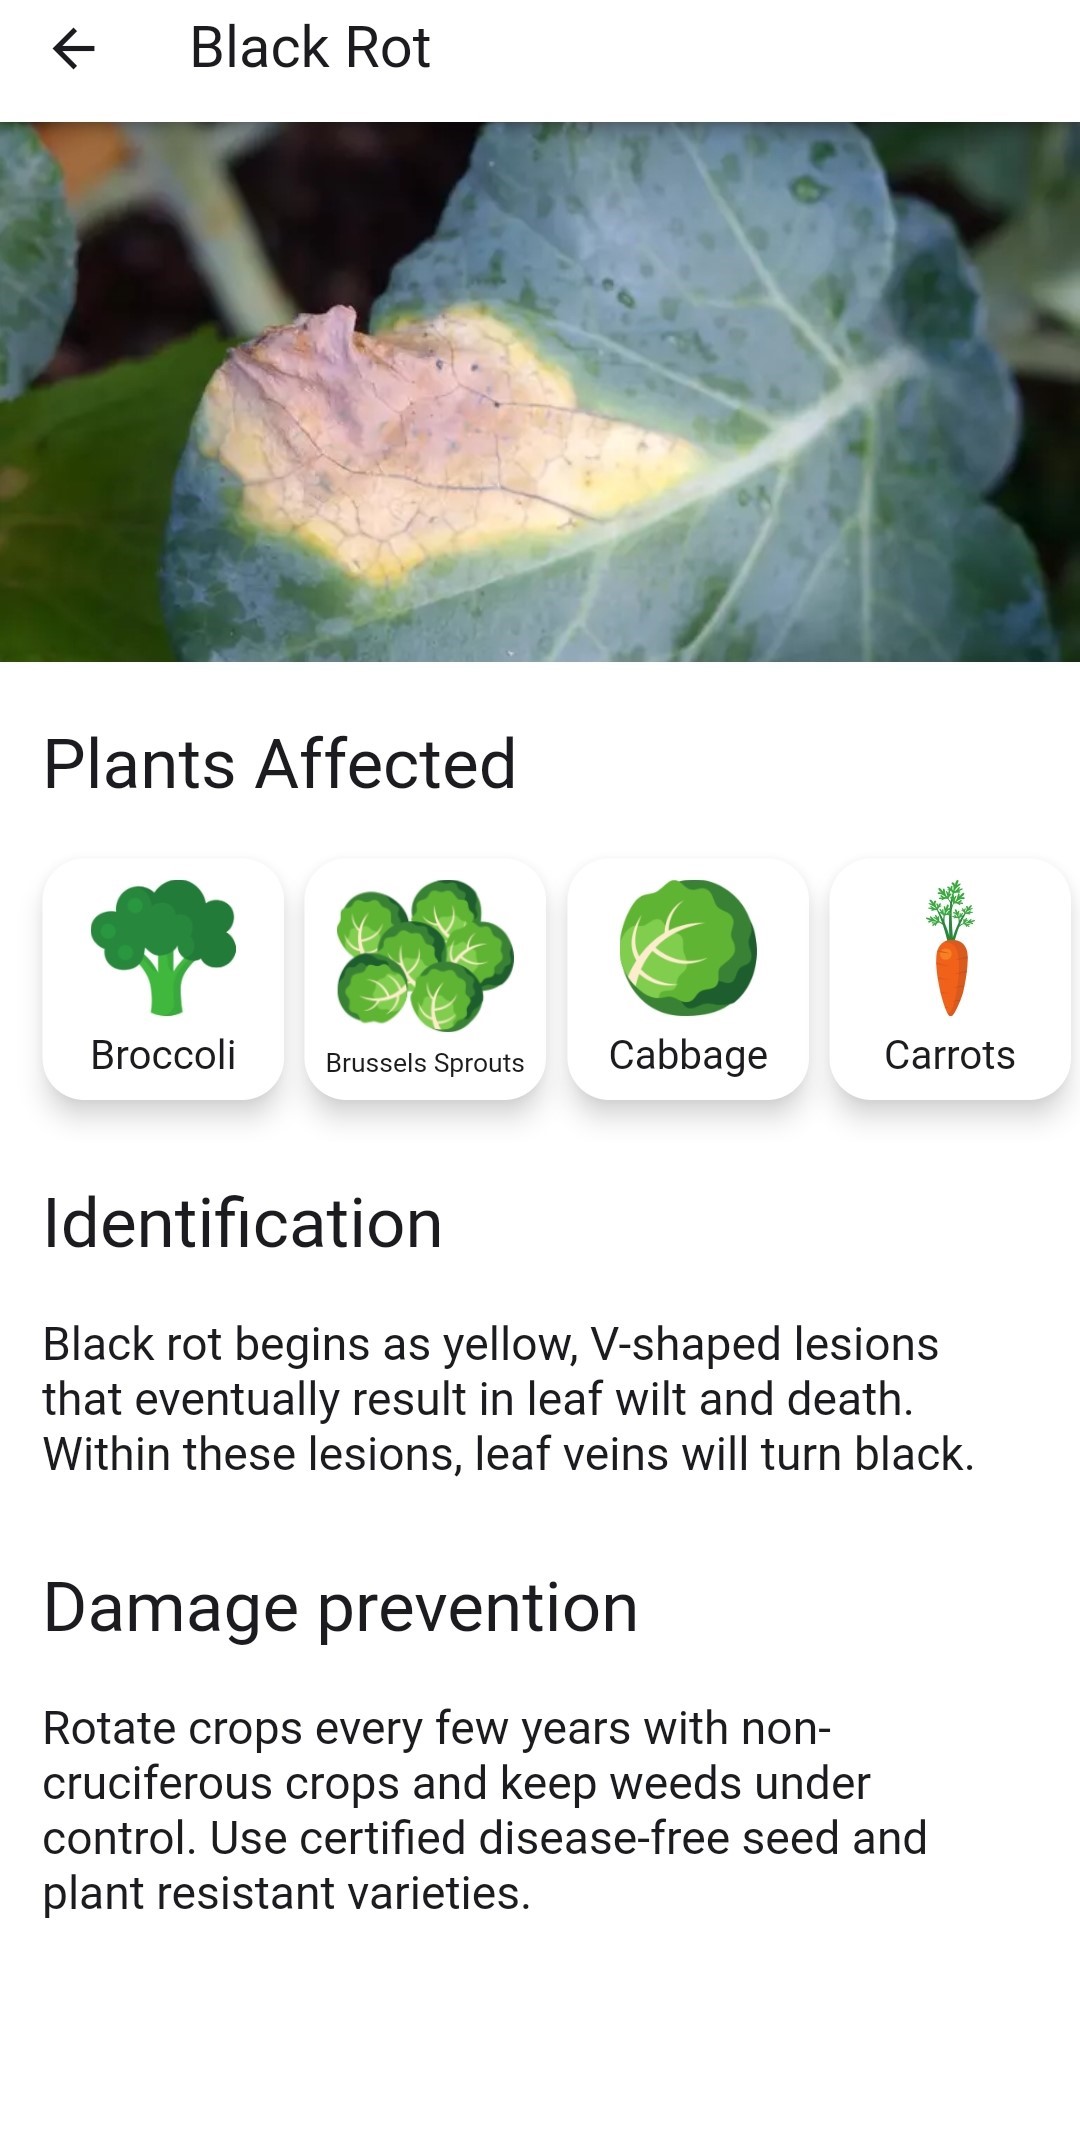 Black Rot
Plants Affected
Broccoli
Brussels Sprouts
Cabbage
Carrots
Identification
Black rot begins as yellow, V-shaped lesions
that eventually result in leaf wilt and death.
Within these lesions, leaf veins will turn black.
Damage prevention
Rotate crops every few years with non-
cruciferous crops and keep weeds under
control. Use certified disease-free seed and
plant resistant varieties.